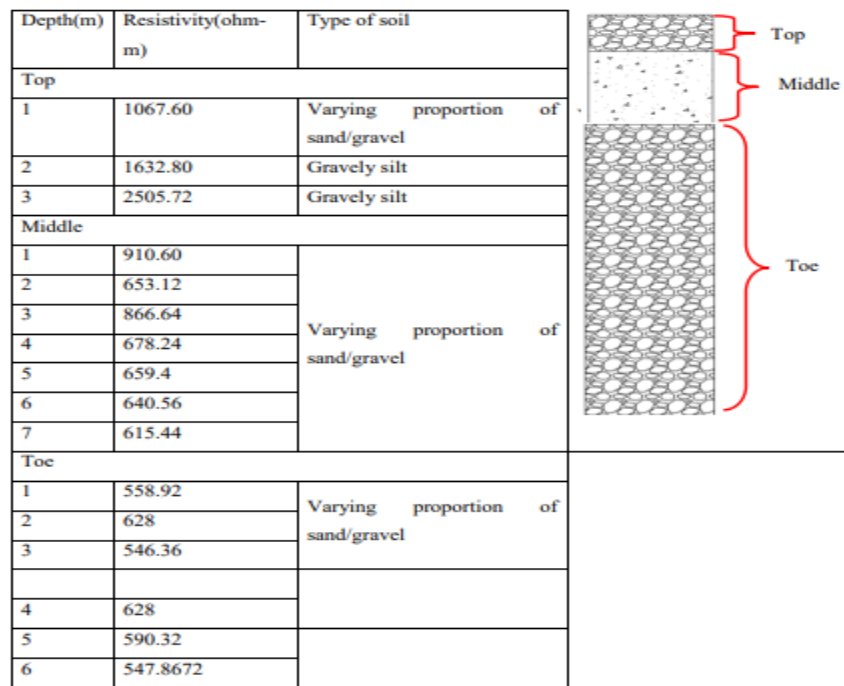 Depth(m) Resistivity(ohm-m) Type of soil
Top
1 1067.60 Varying proportion of sand/gravel
2 1632.80 Gravely silt
3 2505.72 Gravely silt
Middle
1 910.60
2 653.12
3 866.64
4 678.24
5 659.4
6 640.56
7 615.44
Varying proportion of
sand/gravel
Toe
1 558.92
2 628
3 546.36
Varying proportion of
sand/gravel
4 628
5 590.32
6 547.8672
Top
Middle
Toe